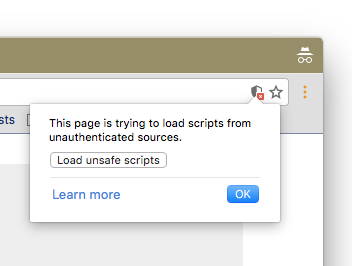 This page is trying to load scripts from
unauthenticated sources.
Load unsafe scripts
Learn more
OK
sts